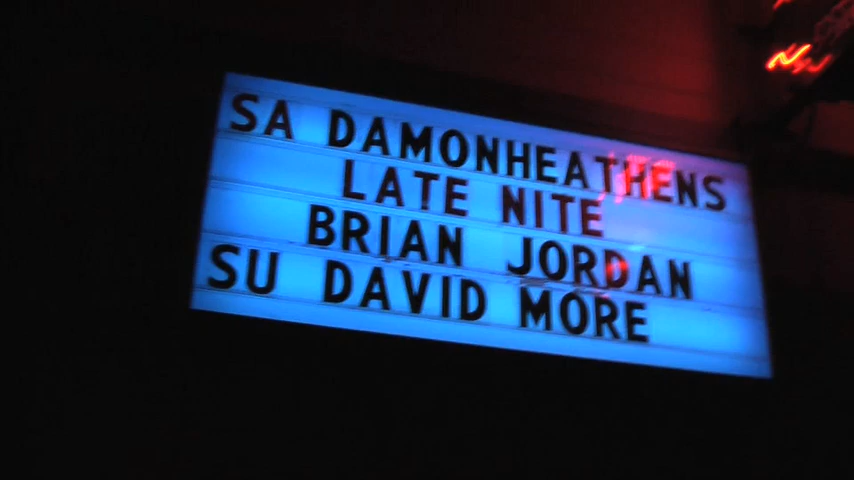 SA DAMONHEATHENS
LATE NITE
BRIAN JORDAN
SU DAVID MORE